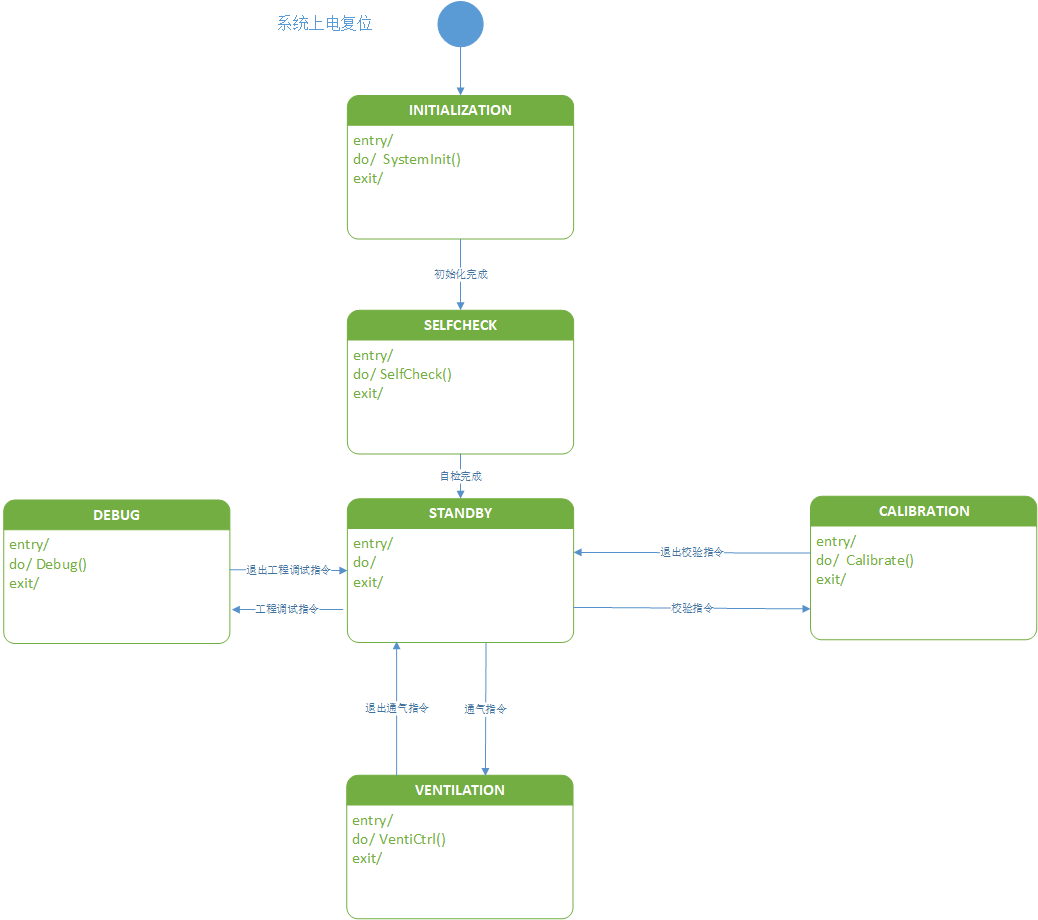 系统上电复位
INITIALIZATION
entry/
do/ SystemInit()
exit/
初始化完成
SELFCHECK
entry/
do/ SelfCheck()
exit/
自检完成
DEBUG
entry/
do/ Debug()
exit/
STANDBY
entry/
do/
exit/
CALIBRATION
entry/
do/ Calibrate()
exit/
退出工程调试指令
工程调试指令
退出校验指令
校验指令
退出通气指令
通气指令
VENTILATION
entry/
do/ VentiCtrl()
exit/